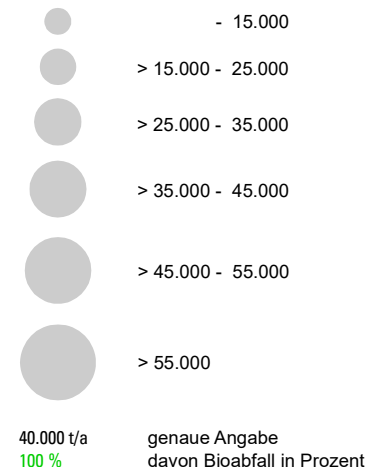 - 15.000
> 15.000 - 25.000
> 25.000 - 35.000
> 35.000 - 45.000
> 45.000 - 55.000
> 55.000
40.000 t/a genaue Angabe
100 % davon Bioabfall in Prozent